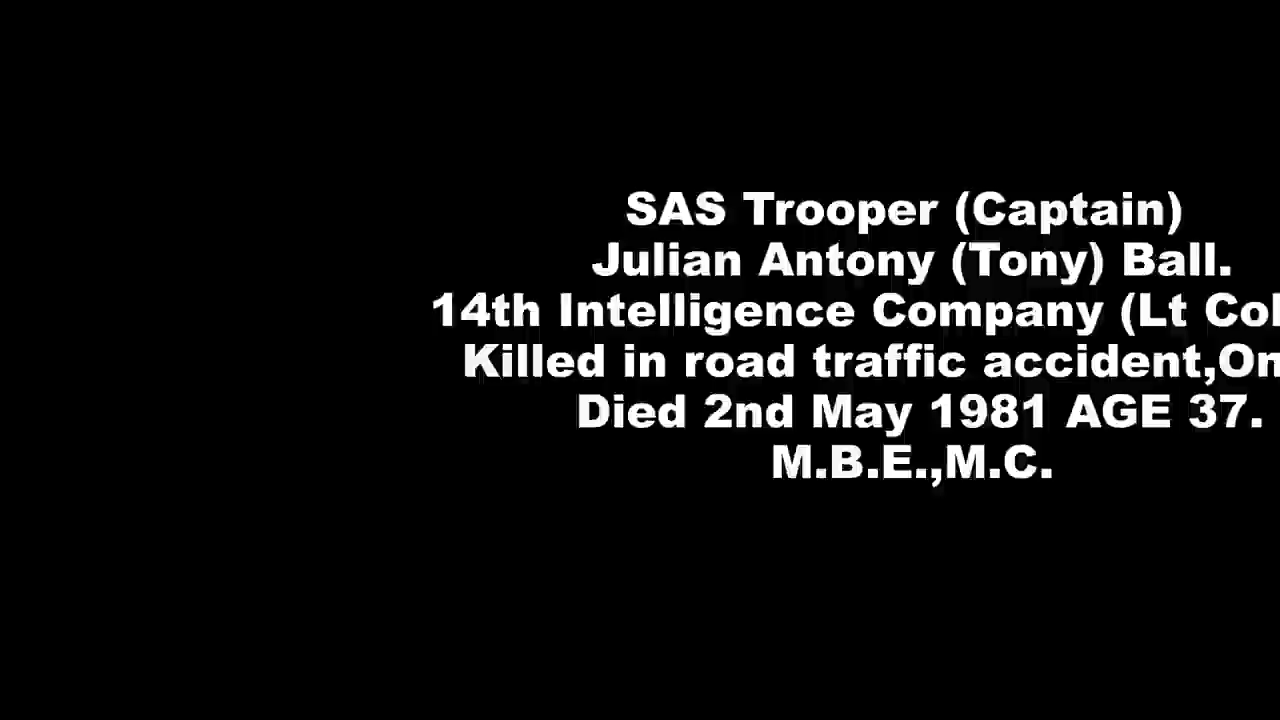 SAS Trooper (Captain)
Julian Antony (Tony) Ball.
14th Intelligence Company (Lt Col
Killed in road traffic accident,Om
Died 2nd May 1981 AGE 37.
M.B.E.,M.C.